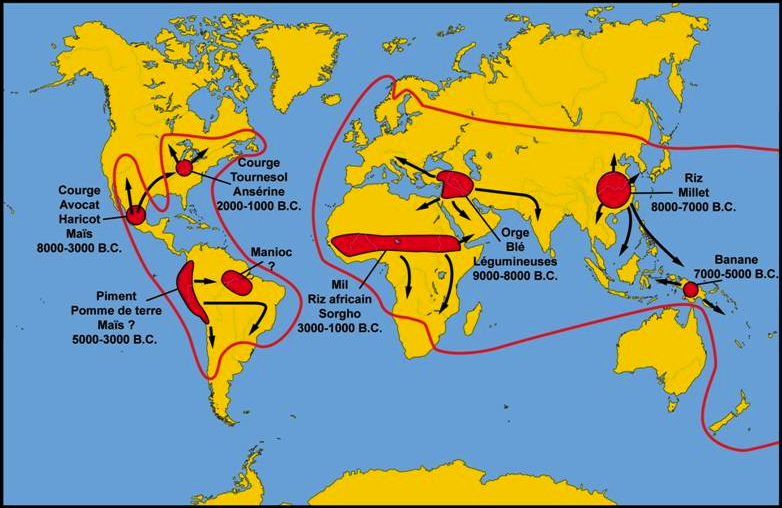 Courge
Tournesol
Ansérine
2000-1000 B.C.
Courge
Avocat
Haricot
Maïs
8000-3000 B.C.
Manioc
?
Piment
Pomme de terre
Maïs ?
5000-3000 B.C.
Mil
Riz africain
Sorgho
3000-1000 B.C.
Orge
Blé
Légumineuses
9000-8000 B.C.
Riz
Millet
8000-7000 B.C.
Banane
7000-5000 B.C.